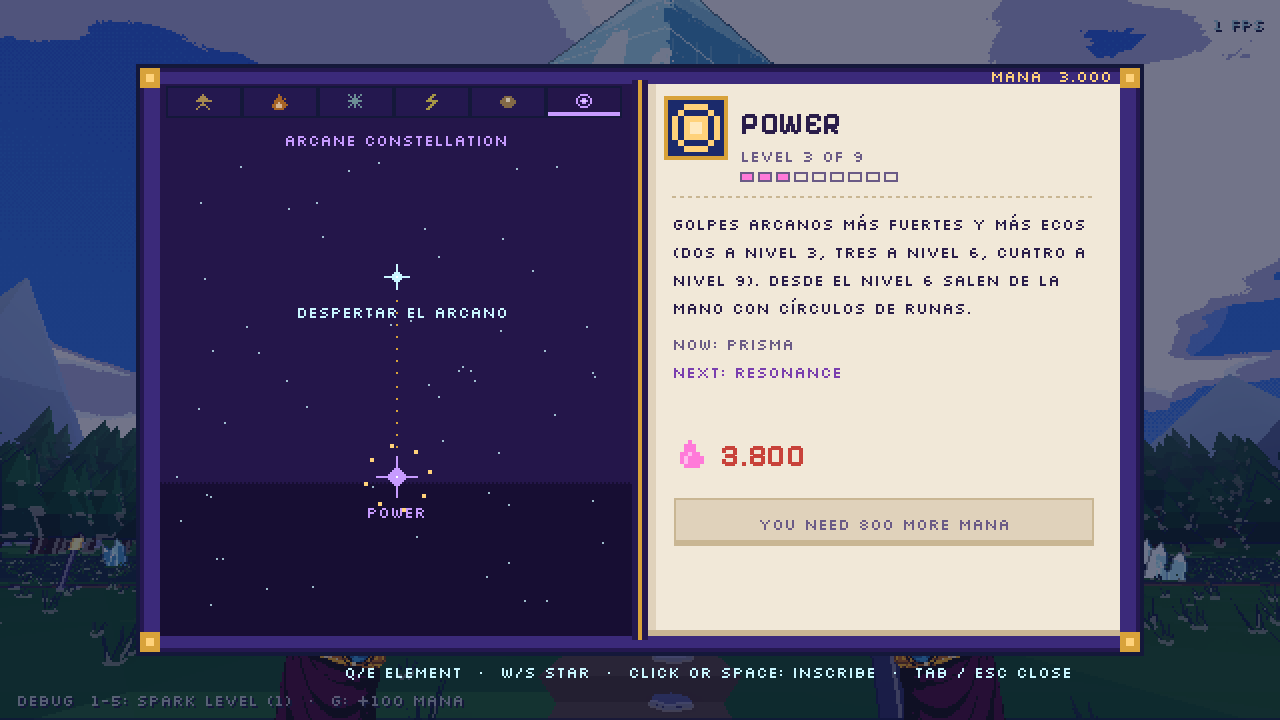 1 FPS
MANA 3.000
ARCANE CONSTELLATION
DESPERTAR EL ARCANO
POWER
POWER
LEVEL 3 OF 9
GOLPES ARCANOS MÁS FUERTES Y MÁS ECOS
(DOS A NIVEL 3, TRES A NIVEL 6, CUATRO A
NIVEL 9). DESDE EL NIVEL 6 SALEN DE LA
MANO CON CÍRCULOS DE RUNAS.
NOW: PRISMA
NEXT: RESONANCE
3.800
YOU NEED 800 MORE MANA
Q/E ELEMENT · W/S STAR · CLICK OR SPACE: INSCRIBE · TAB / ESC CLOSE
DEBUG 1-5: SPARK LEVEL (1) · G: +100 MANA